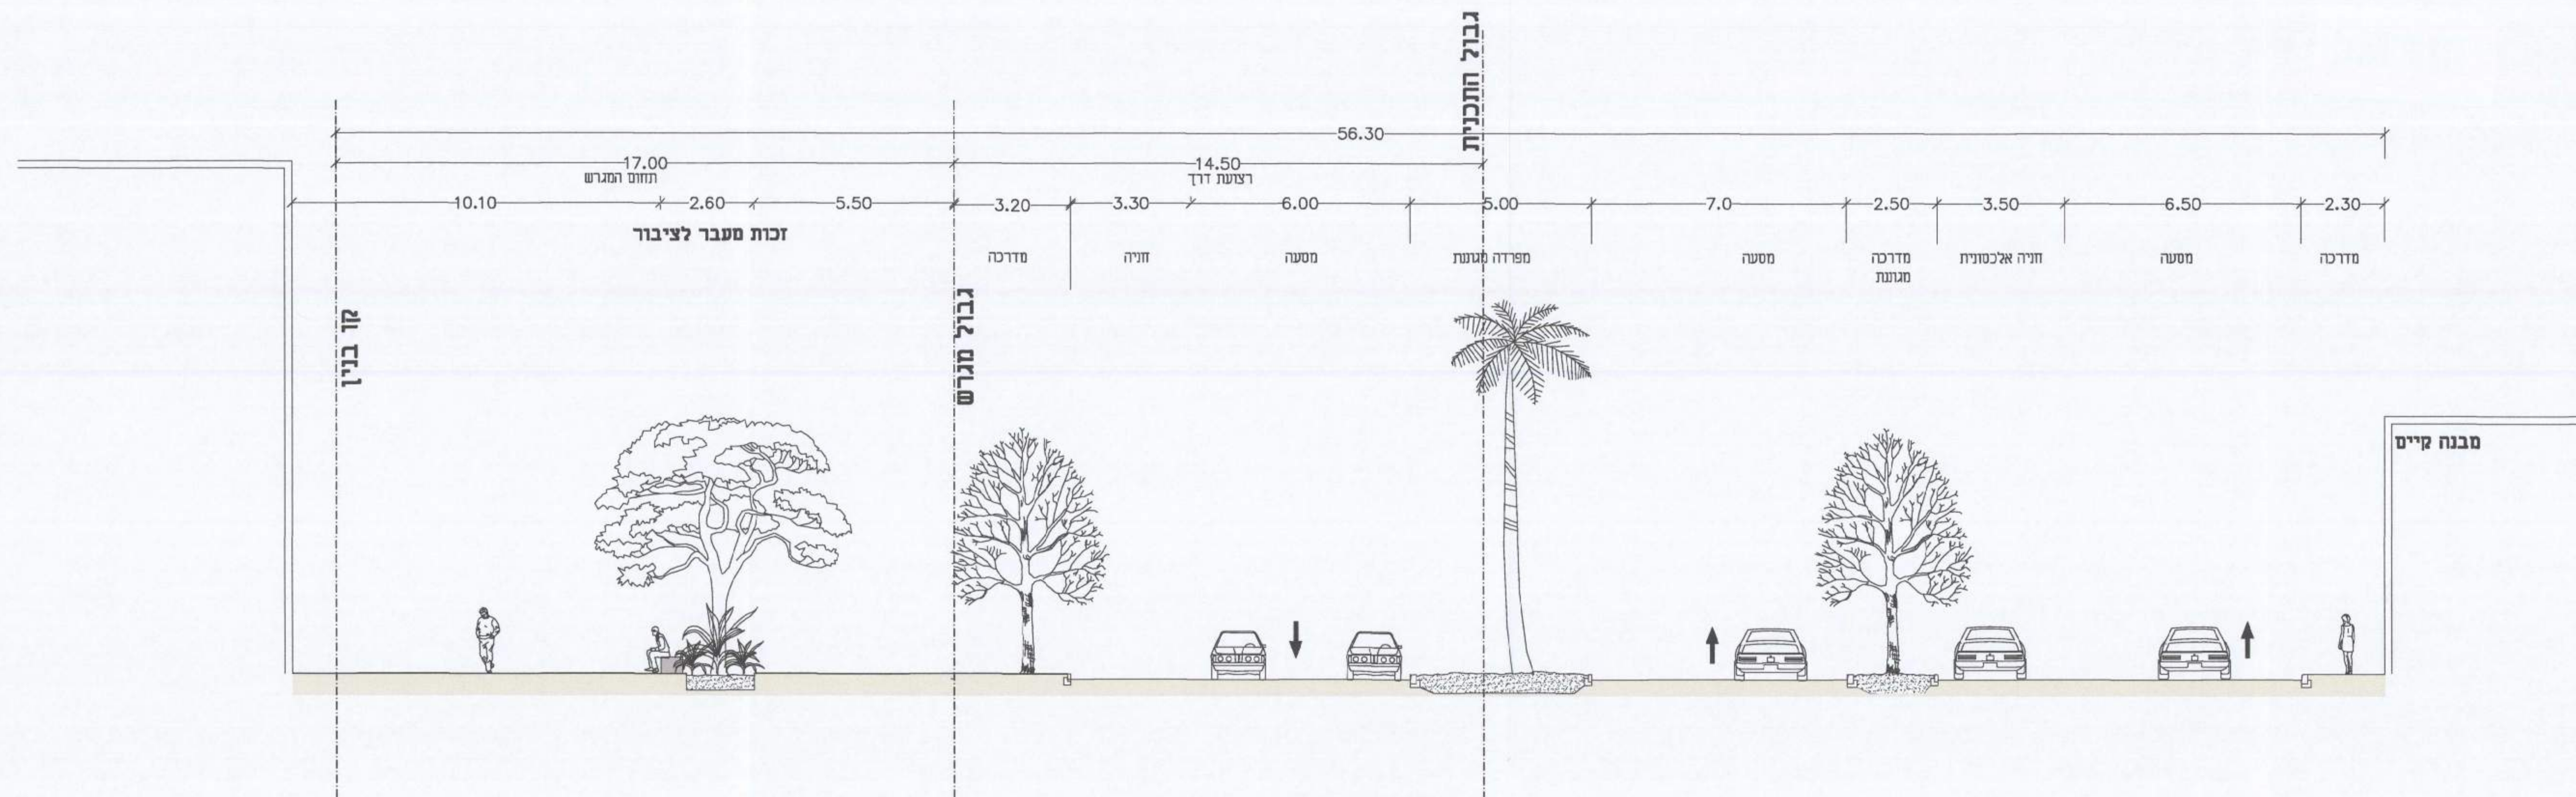 גבול התכנית
56.30
17.00
תחום המגרש
14.50
רצועת דרך
10.10
2.60
5.50
3.20
3.30
6.00
5.00
7.0
2.50
3.50
6.50
2.30
זכות מעבר לציבור
מדרכה
חניה
מסעה
מפרדה מגוננת
מסעה
מדרכה
מגוננת
חניה אלכסונית
מסעה
מדרכה
קו בנין
גבול מגרש
מבנה קיים